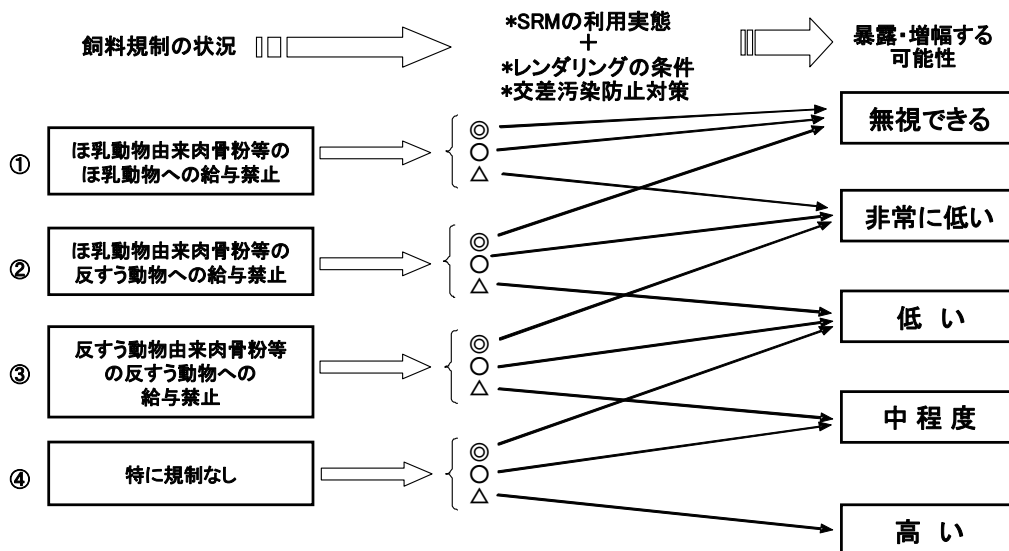 飼料規制の状況
*SRMの利用実態
+
*レンダリングの条件
*交差汚染防止対策
暴露・増幅する
可能性
①
ほ乳動物由来肉骨粉等の
ほ乳動物への給与禁止
◎
○
△
②
ほ乳動物由来肉骨粉等の
反すう動物への給与禁止
◎
○
△
③
反すう動物由来肉骨粉等
の反すう動物への
給与禁止
◎
○
△
④
特に規制なし
◎
○
△
無視できる
非常に低い
低 い
中 程 度
高 い